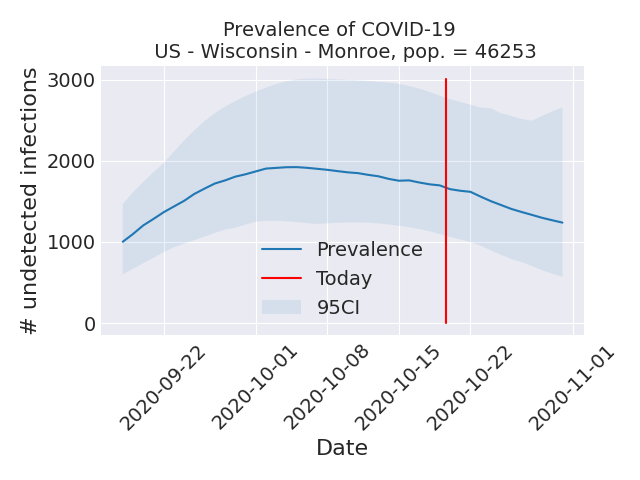 Prevalence of COVID-19
US - Wisconsin - Monroe, pop. = 46253
# undetected infections
3000
2000
1000
0
Prevalence
Today
95CI
2020-09-22
2020-10-01
2020-10-08
2020-10-15
2020-10-22
2020-11-01
Date